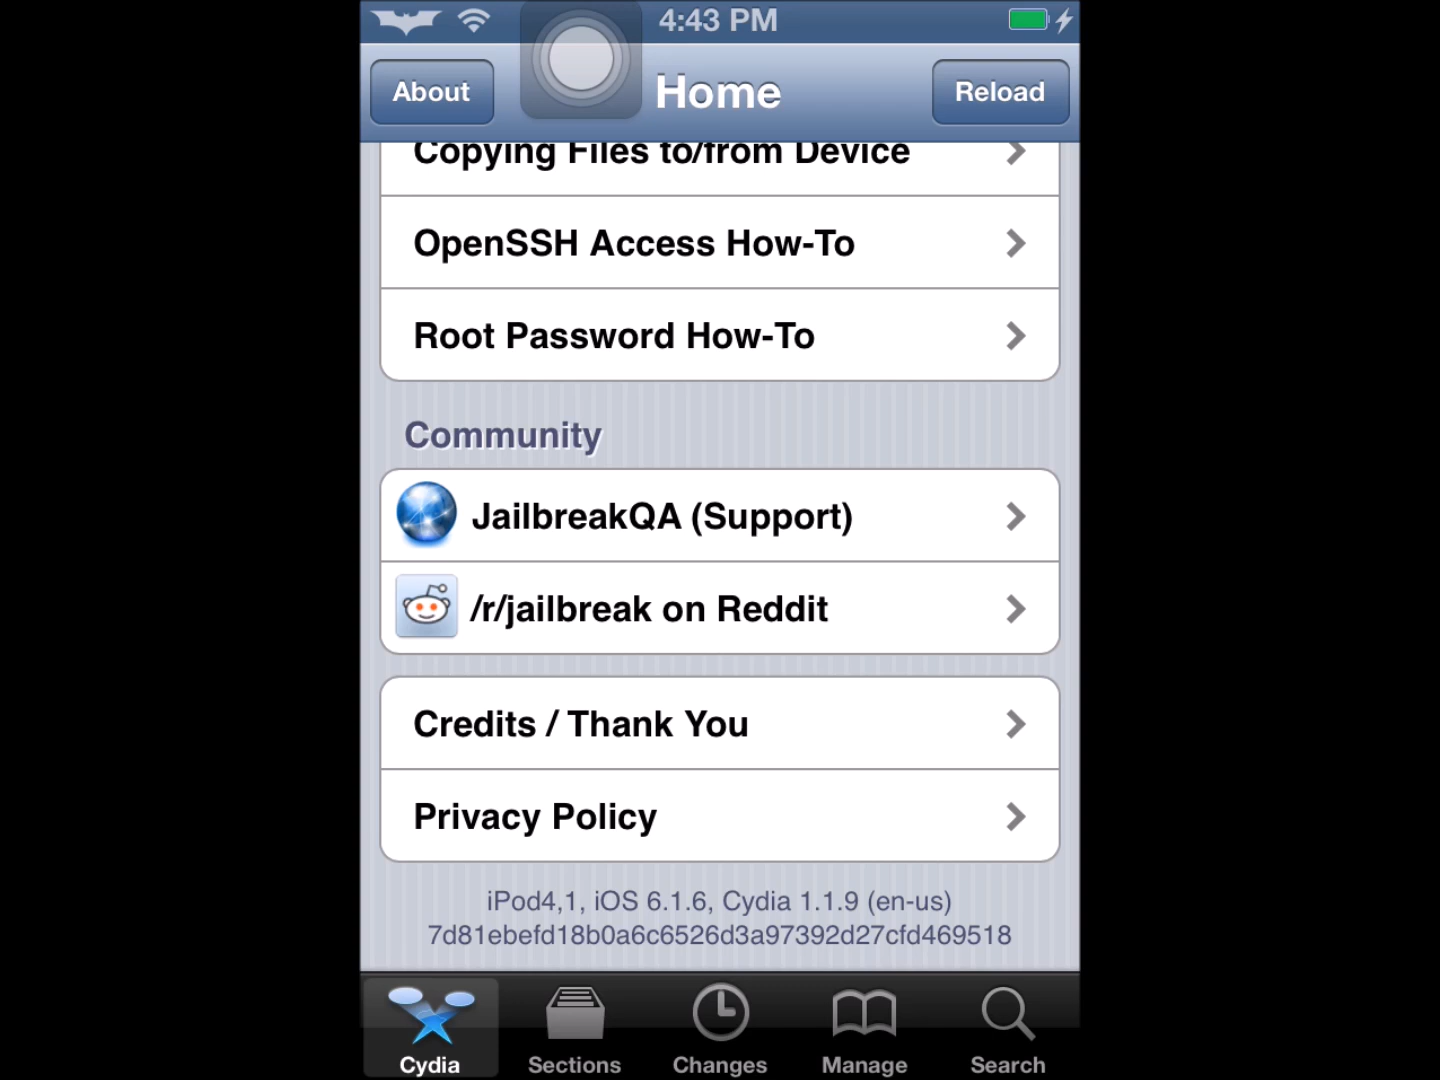 4:43 PM
About
Home
Reload
Copying Files to/from Device
OpenSSH Access How-To
Root Password How-To
Community
JailbreakQA (Support)
/r/jailbreak on Reddit
Credits / Thank You
Privacy Policy
iPod4,1, iOS 6.1.6, Cydia 1.1.9 (en-us)
7d81ebefd18b0a6c6526d3a97392d27cfd469518
Cydia
Sections
Changes
Manage
Search